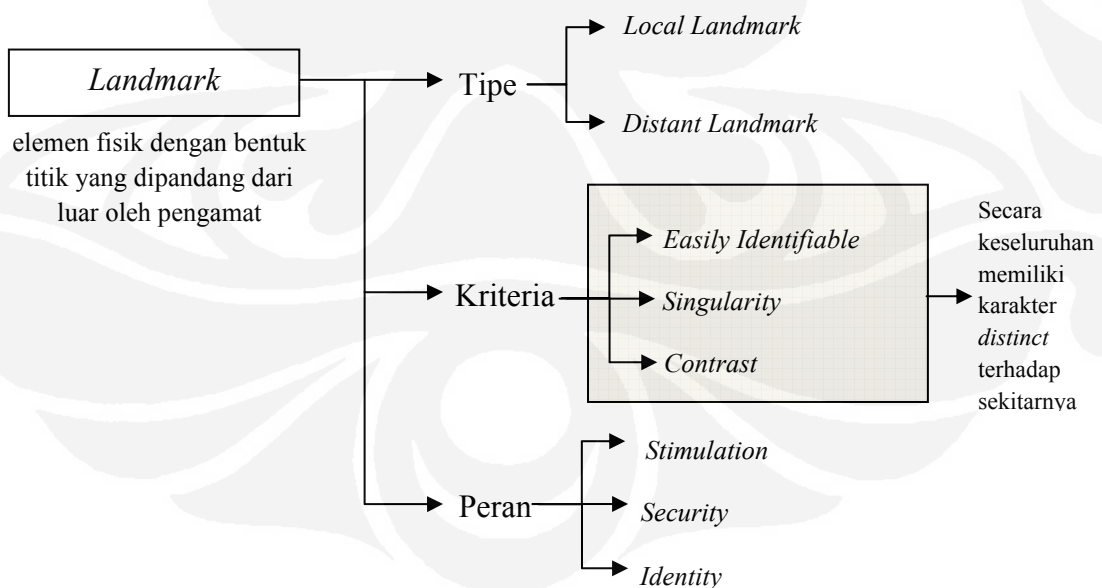 Landmark
elemen fisik dengan bentuk
titik yang dipandang dari
luar oleh pengamat
Tipe
Local Landmark
Distant Landmark
Kriteria
Easily Identifiable
Singularity
Contrast
Secara
keseluruhan
memiliki
karakter
distinct
terhadap
sekitarnya
Peran
Stimulation
Security
Identity